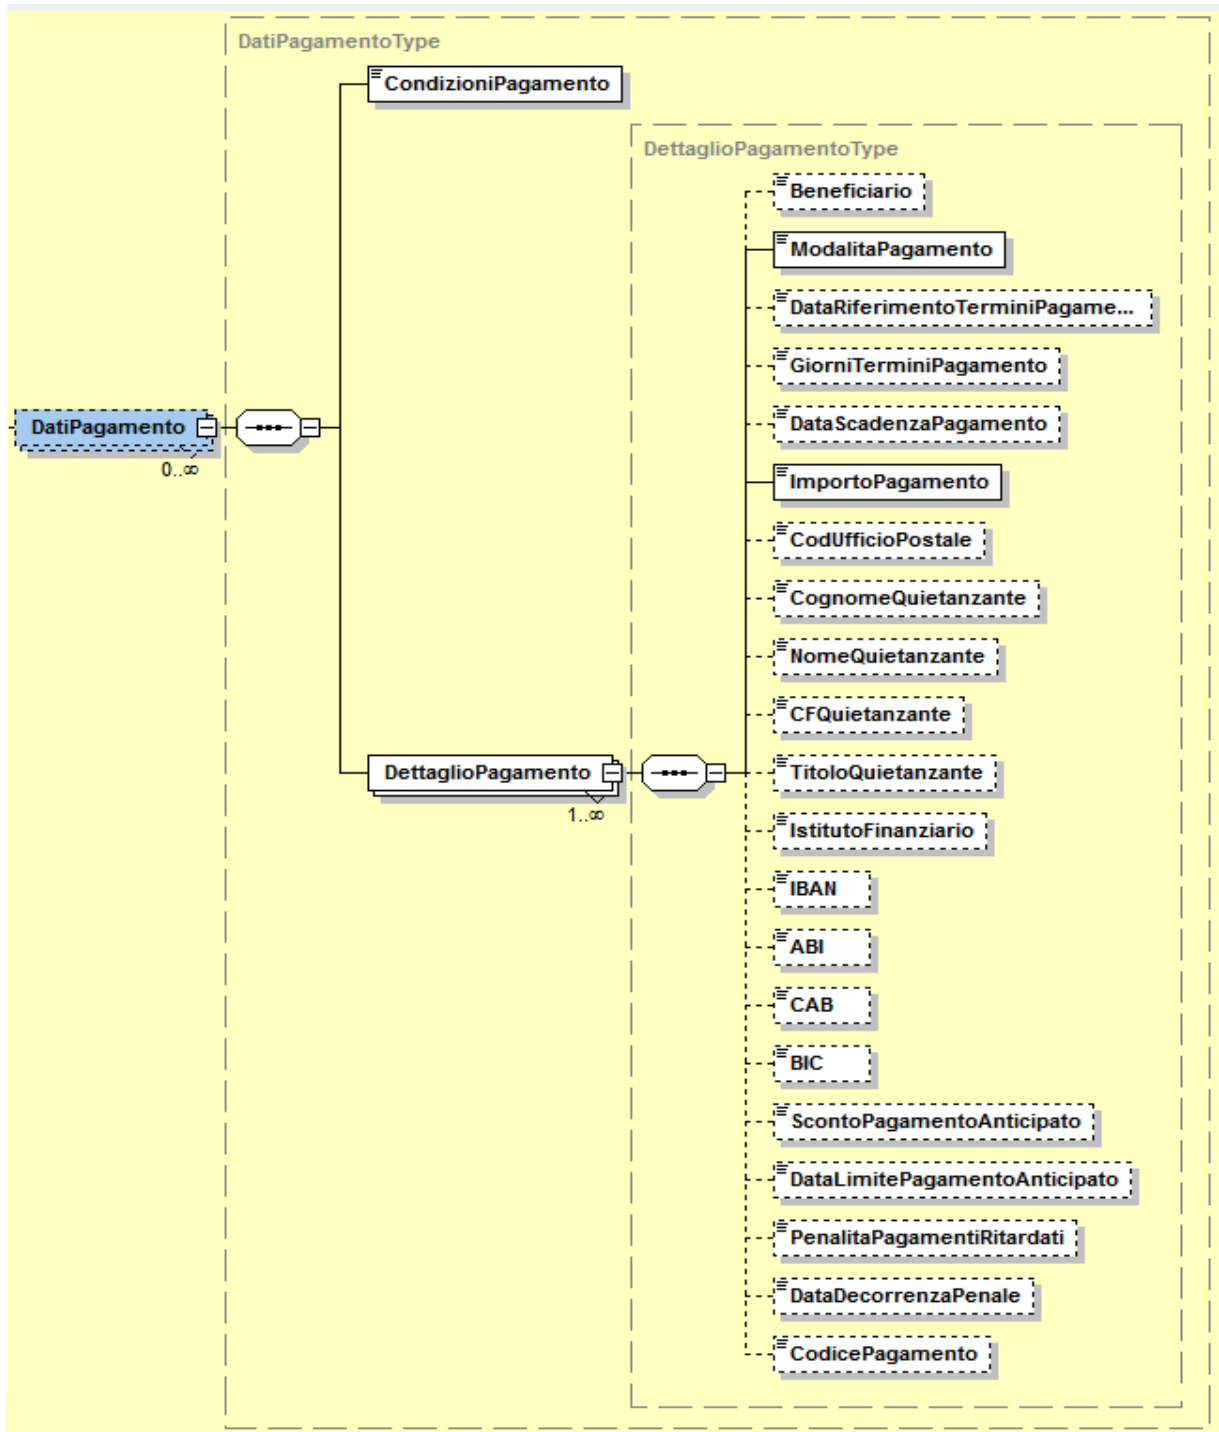 DatiPagamentoType
CondizioniPagamento
DettaglioPagamentoType
Beneficiario
ModalitaPagamento
DataRiferimentoTerminiPagame...
GiorniTerminiPagamento
DatiPagamento
0..∞
DataScadenzaPagamento
ImportoPagamento
CodUfficioPostale
CognomeQuietanzante
NomeQuietanzante
CFQuietanzante
DettaglioPagamento
1..∞
TitoloQuietanzante
IstitutoFinanziario
IBAN
ABI
CAB
BIC
ScontoPagamentoAnticipato
DataLimitePagamentoAnticipato
PenalitaPagamentiRitardati
DataDecorrenzaPenale
CodicePagamento